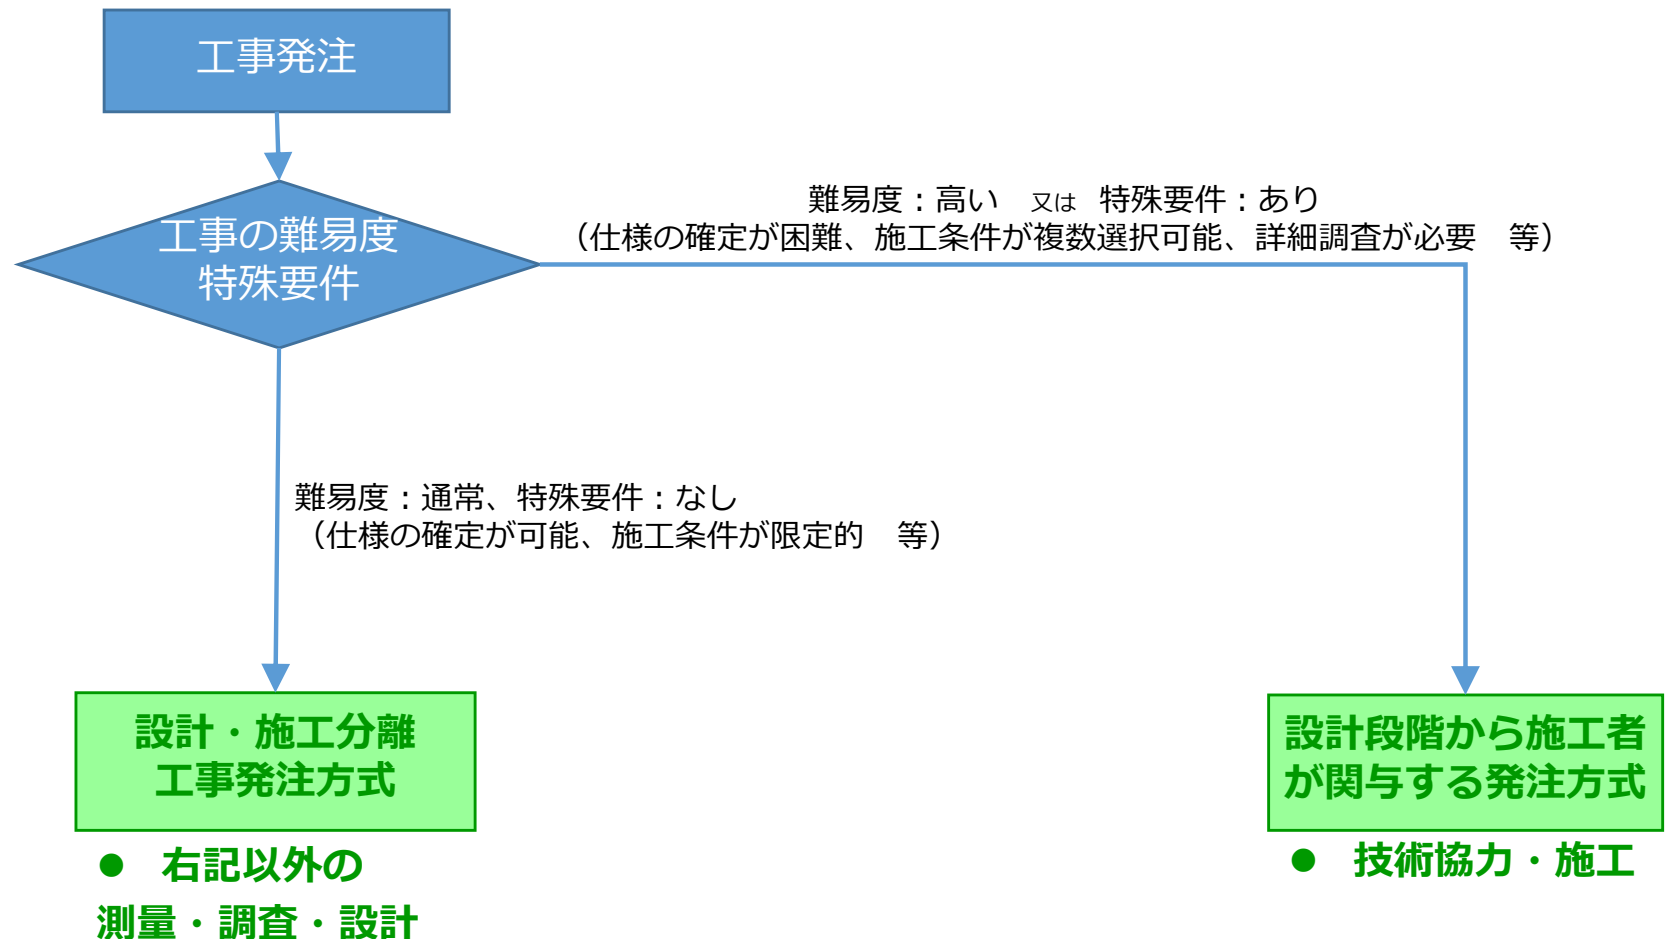 工事発注
工事の難易度
特殊要件
難易度：高い　又は　特殊要件：あり
（仕様の確定が困難、施工条件が複数選択可能、詳細調査が必要　等）
難易度：通常、特殊要件：なし
（仕様の確定が可能、施工条件が限定的　等）
設計・施工分離
工事発注方式
● 右記以外の
測量・調査・設計
設計段階から施工者
が関与する発注方式
● 技術協力・施工